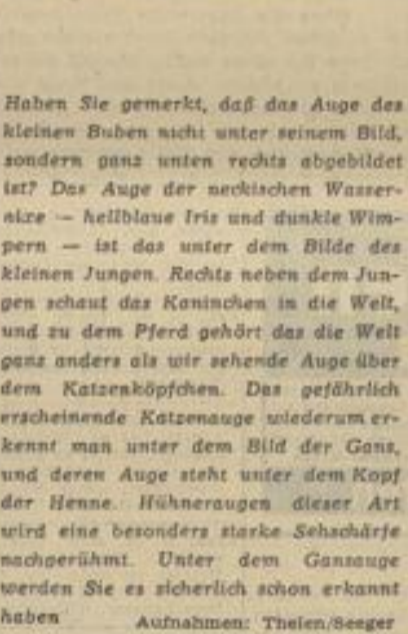 Haben Sie gemerkt, daß das Auge des
kleinen Buben nicht unter seinem Bild,
sondern ganz unten rechts abgebildet
ist? Das Auge der neckischen Wasser-
nixe — hellblaue Iris und dunkle Wim-
pern — ist das unter dem Bilde des
kleinen Jungen. Rechts neben dem Jun-
gen schaut das Kaninchen in die Welt,
und zu dem Pferd gehört das die Welt
ganz anders als wir sehende Auge über
dem Katzenköpfchen. Das gefährlich
erscheinende Katzenauge wiederum er-
kennt man unter dem Bild der Gans,
und deren Auge steht unter dem Kopf
der Henne. Hühneraugen dieser Art
wird eine besonders starke Sehschärfe
nachgerühmt. Unter dem Gansauge
werden Sie es sicherlich schon erkannt
haben Aufnahmen: Theien/Seeger